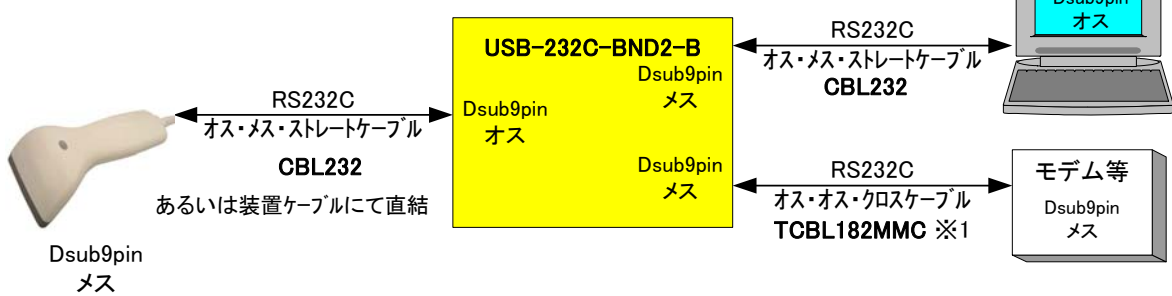 Dsub9pin
オス
RS232C
オス・メス・ストレートケーブル
CBL232
USB-232C-BND2-B
Dsub9pin
メス
Dsub9pin
オス
RS232C
オス・メス・ストレートケーブル
CBL232
あるいは装置ケーブルにて直結
Dsub9pin
メス
RS232C
オス・オス・クロスケーブル
TCBL182MMC ※1
モデム等
Dsub9pin
メス
Dsub9pin
メス